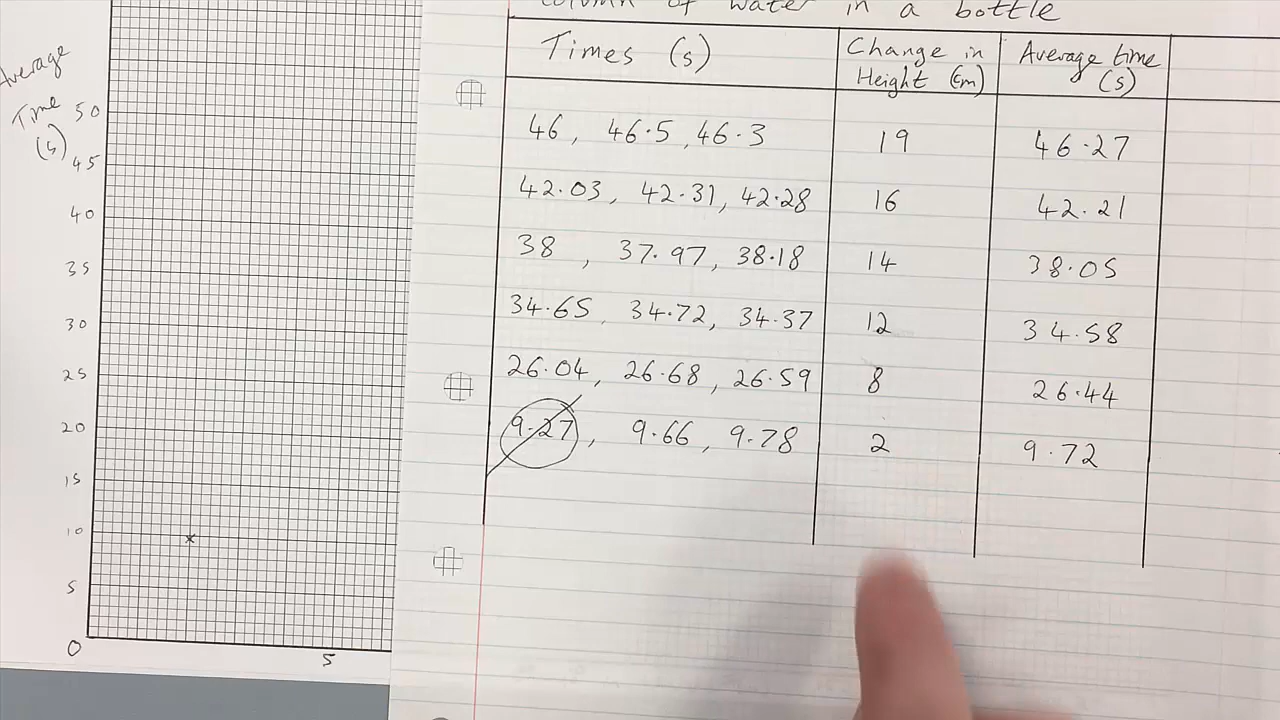 column of water in a bottle
Times (s) Change in Height (cm) Average time (s)
46, 46.5, 46.3 19 46.27
42.03, 42.31, 42.28 16 42.21
38, 37.97, 38.18 14 38.05
34.65, 34.72, 34.37 12 34.58
26.04, 26.68, 26.59 8 26.44
9.27, 9.66, 9.78 2 9.72
Average
Time
(s)
50
45
40
35
30
25
20
15
10
5
0
5